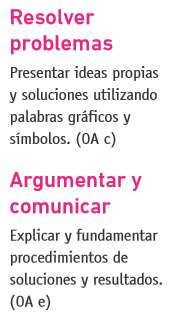 Resolver
problemas
Presentar ideas propias
y soluciones utilizando
palabras gráficos y
símbolos. (OA c)
Argumentar y
comunicar
Explicar y fundamentar
procedimientos de
soluciones y resultados.
(OA e)